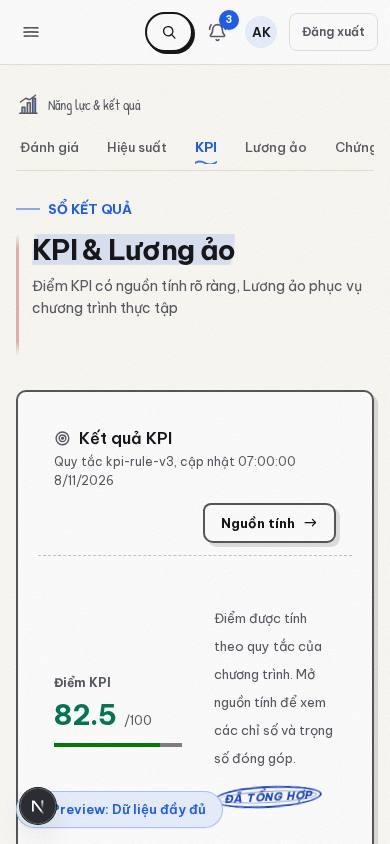 3
AK
Đăng xuất
Năng lực & kết quả
Đánh giá
Hiệu suất
KPI
Lương ảo
Chứng
SỔ KẾT QUẢ
KPI & Lương ảo
Điểm KPI có nguồn tính rõ ràng, Lương ảo phục vụ
chương trình thực tập
Kết quả KPI
Quy tắc kpi-rule-v3, cập nhật 07:00:00
8/11/2026
Nguồn tính →
Điểm được tính
theo quy tắc của
chương trình. Mở
nguồn tính để xem
các chỉ số và trọng
số đóng góp.
Điểm KPI
82.5 /100
ĐÃ TỔNG HỢP
N
Preview: Dữ liệu đầy đủ